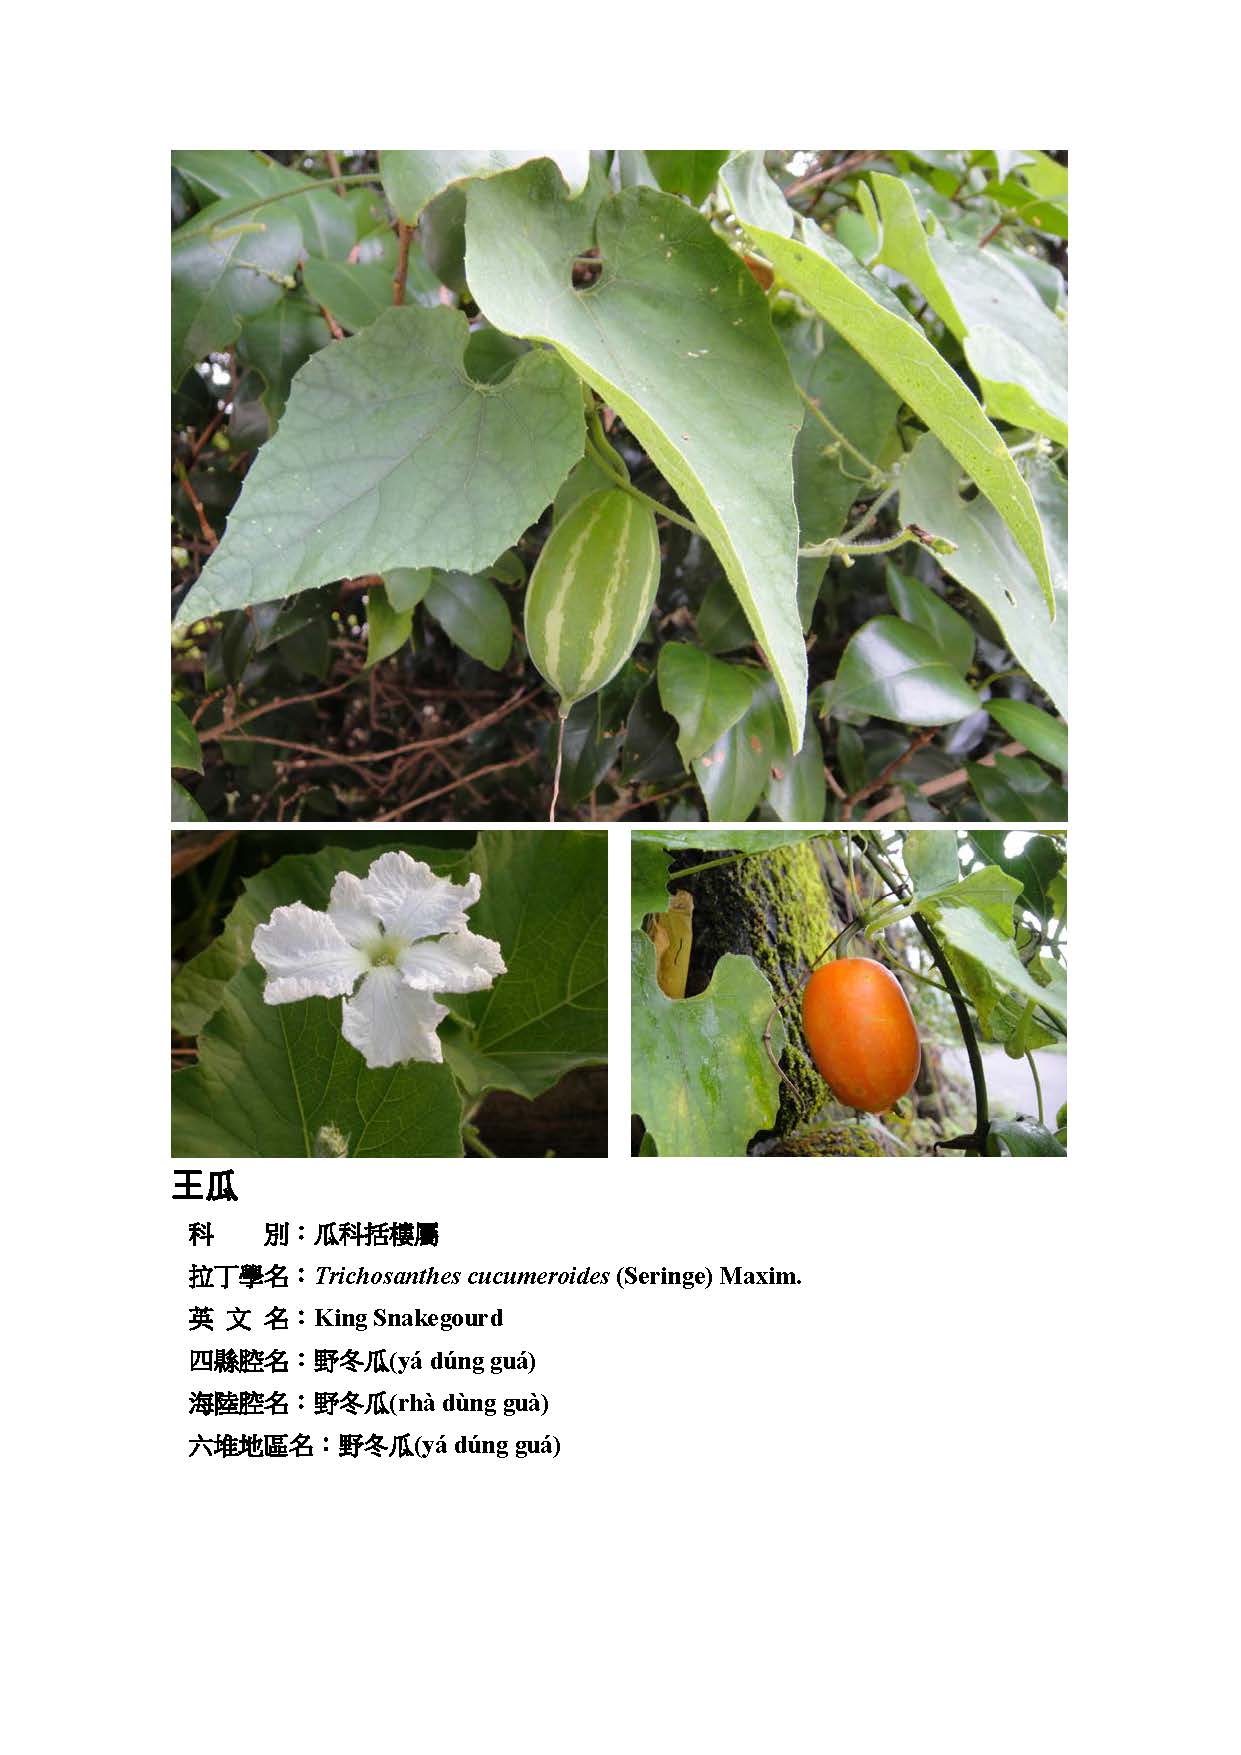 王瓜
科　　別：瓜科括樓屬
拉丁學名：Trichosanthes cucumeroides (Seringe) Maxim.
英 文 名：King Snakegourd
四縣腔名：野冬瓜(yá dúng guá)
海陸腔名：野冬瓜(rhà dùng guà)
六堆地區名：野冬瓜(yá dúng guá)